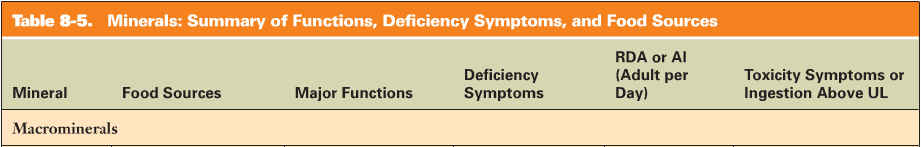 Table 8-5. Minerals: Summary of Functions, Deficiency Symptoms, and Food Sources
Mineral Food Sources Major Functions Deficiency Symptoms RDA or AI (Adult per Day) Toxicity Symptoms or Ingestion Above UL
Macrominerals